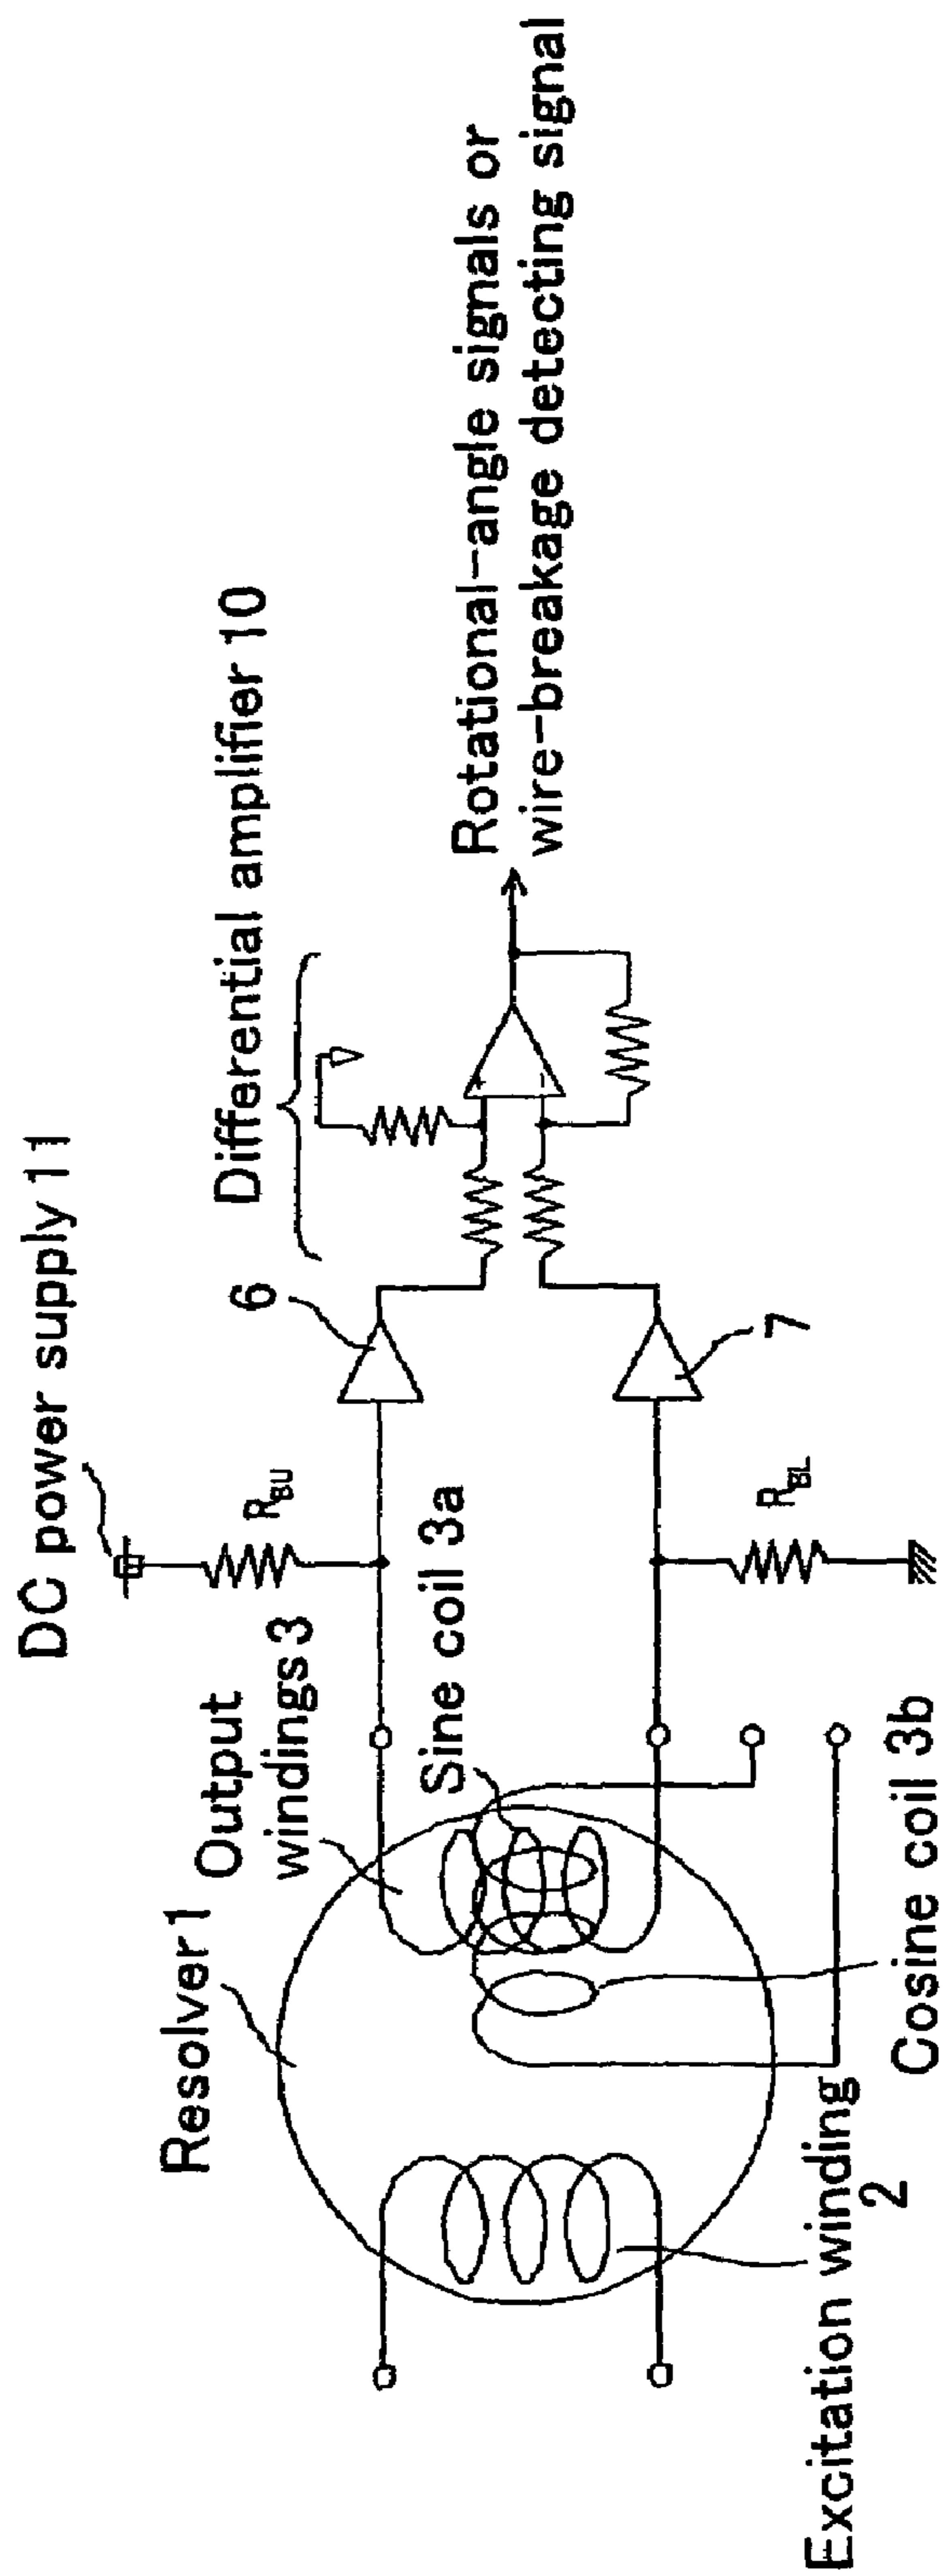 DC power supply 11
Differential amplifier 10
Resolver 1
Output
windings 3
R_BU
6
Sine coil 3a
+
−
Rotational-angle signals or
wire-breakage detecting signal
7
R_BL
Excitation winding
2
Cosine coil 3b